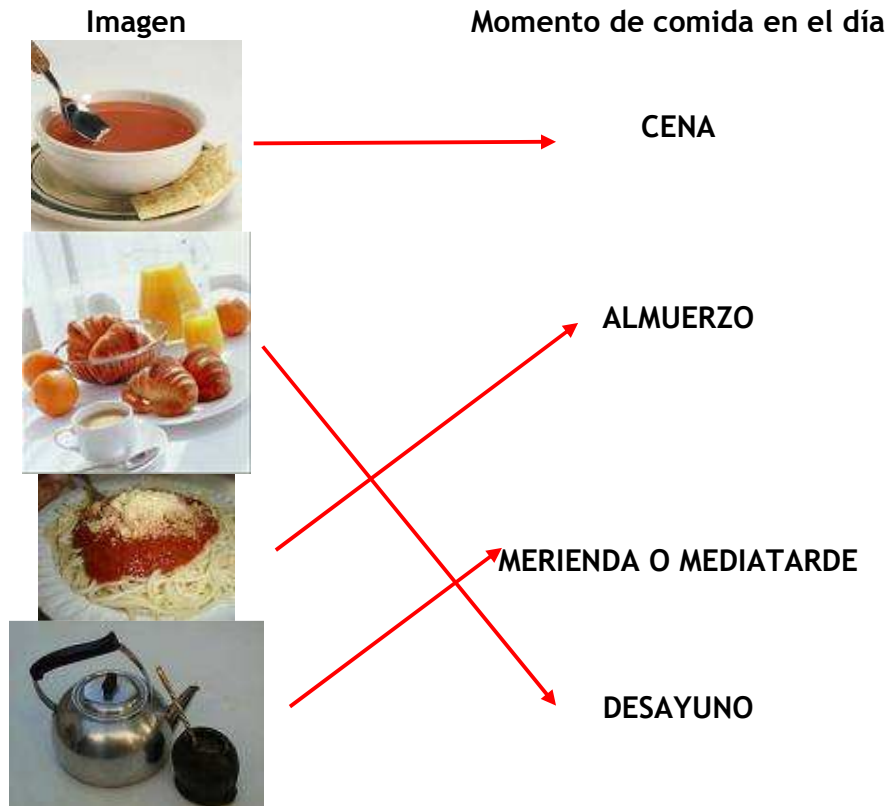 Imagen
Momento de comida en el día
CENA
ALMUERZO
MERIENDA O MEDIATARDE
DESAYUNO